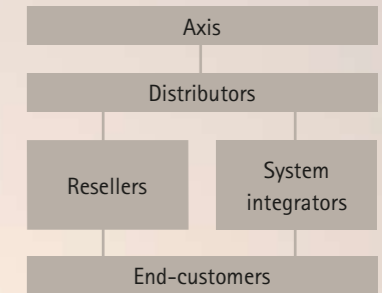 Axis
Distributors
Resellers
System
integrators
End-customers